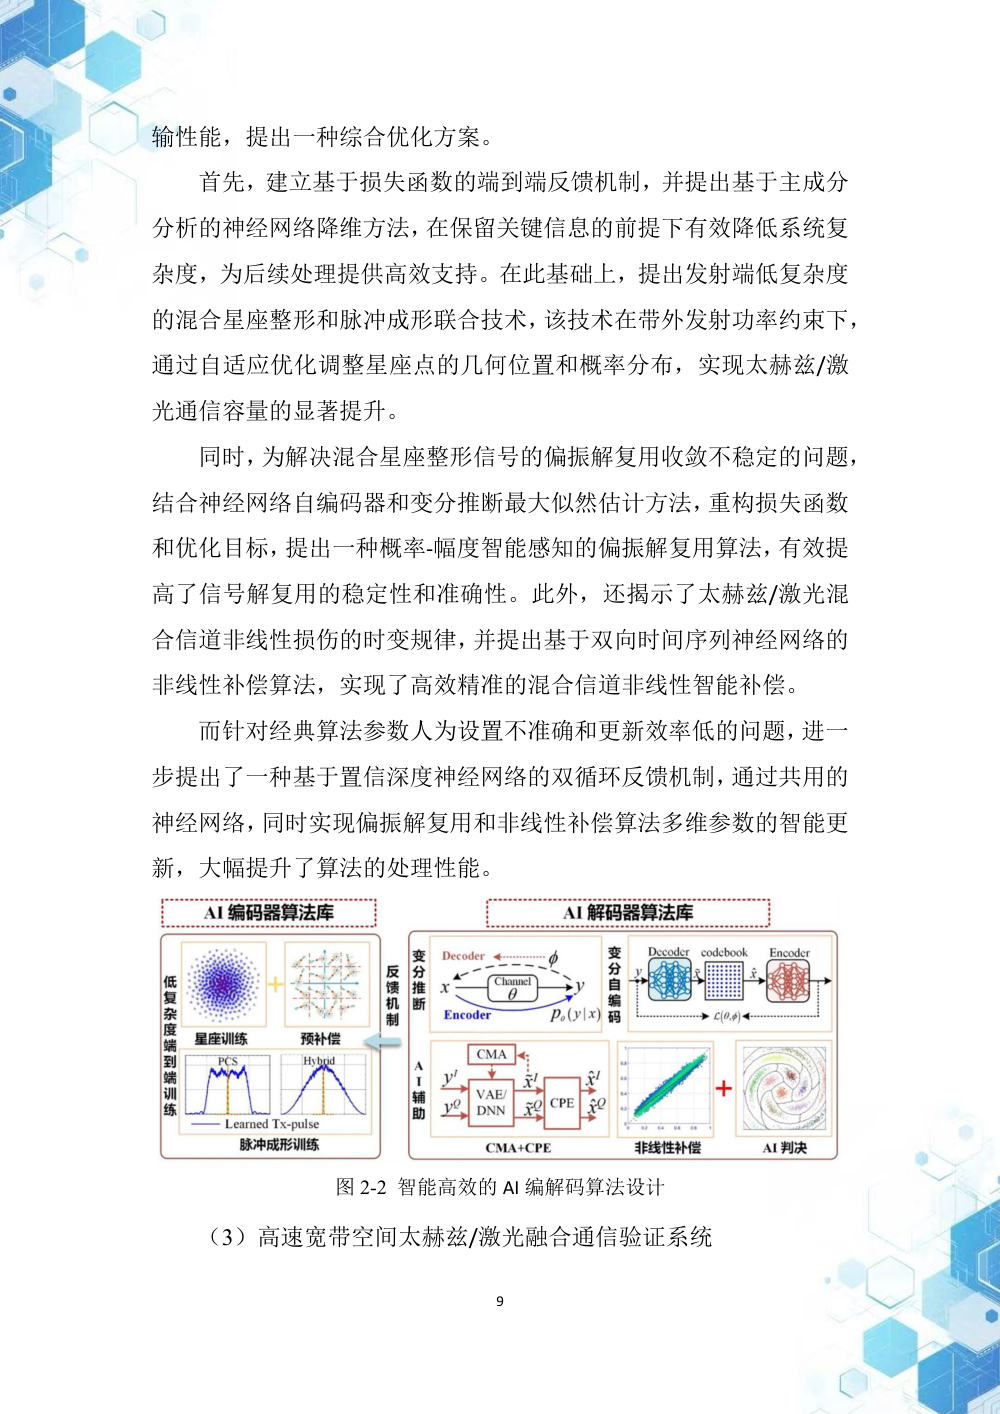 输性能，提出一种综合优化方案。
首先，建立基于损失函数的端到端反馈机制，并提出基于主成分
分析的神经网络降维方法，在保留关键信息的前提下有效降低系统复
杂度，为后续处理提供高效支持。在此基础上，提出发射端低复杂度
的混合星座整形和脉冲成形联合技术，该技术在带外发射功率约束下，
通过自适应优化调整星座点的几何位置和概率分布，实现太赫兹/激
光通信容量的显著提升。
同时，为解决混合星座整形信号的偏振解复用收敛不稳定的问题，
结合神经网络自编码器和变分推断最大似然估计方法，重构损失函数
和优化目标，提出一种概率-幅度智能感知的偏振解复用算法，有效提
高了信号解复用的稳定性和准确性。此外，还揭示了太赫兹/激光混
合信道非线性损伤的时变规律，并提出基于双向时间序列神经网络的
非线性补偿算法，实现了高效精准的混合信道非线性智能补偿。
而针对经典算法参数人为设置不准确和更新效率低的问题，进一
步提出了一种基于置信深度神经网络的双循环反馈机制，通过共用的
神经网络，同时实现偏振解复用和非线性补偿算法多维参数的智能更
新，大幅提升了算法的处理性能。
AI 编码器算法库
低复杂度端到端训练
星座训练
预补偿
PCS
Hybrid
Learned Tx-pulse
脉冲成形训练
反馈机制
AI 解码器算法库
变分推断
Decoder
ϕ
x
Channel
θ
y
Encoder
pθ(y|x)
变分自编码
Decoder
codebook
Encoder
y
x̃
x̂
ℒ(θ,ϕ)
AI辅助
CMA
yᴵ
yQ
VAE/
DNN
x̃ᴵ
x̃Q
CPE
x̂ᴵ
x̂Q
CMA+CPE
非线性补偿
AI 判决
图 2-2 智能高效的 AI 编解码算法设计
（3）高速宽带空间太赫兹/激光融合通信验证系统
9